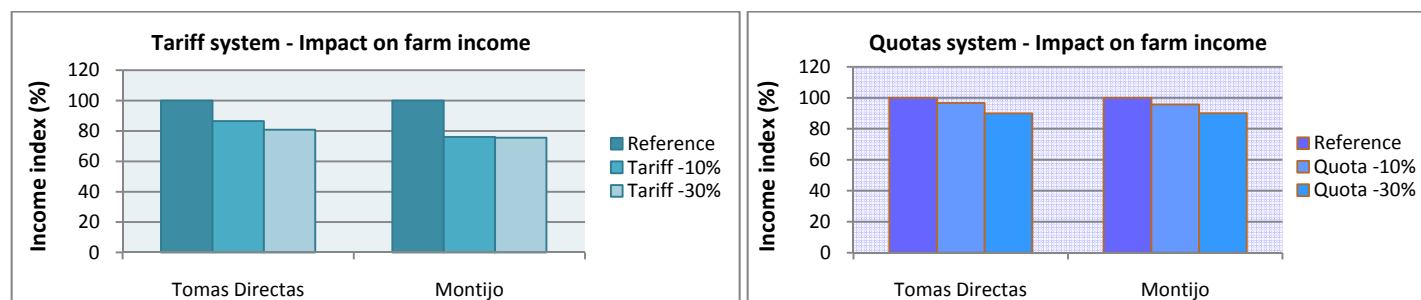 Tariff system - Impact on farm income
Income index (%)
120
100
80
60
40
20
0
Tomas Directas
Montijo
Reference
Tariff -10%
Tariff -30%
Quotas system - Impact on farm income
Income index (%)
120
100
80
60
40
20
0
Tomas Directas
Montijo
Reference
Quota -10%
Quota -30%